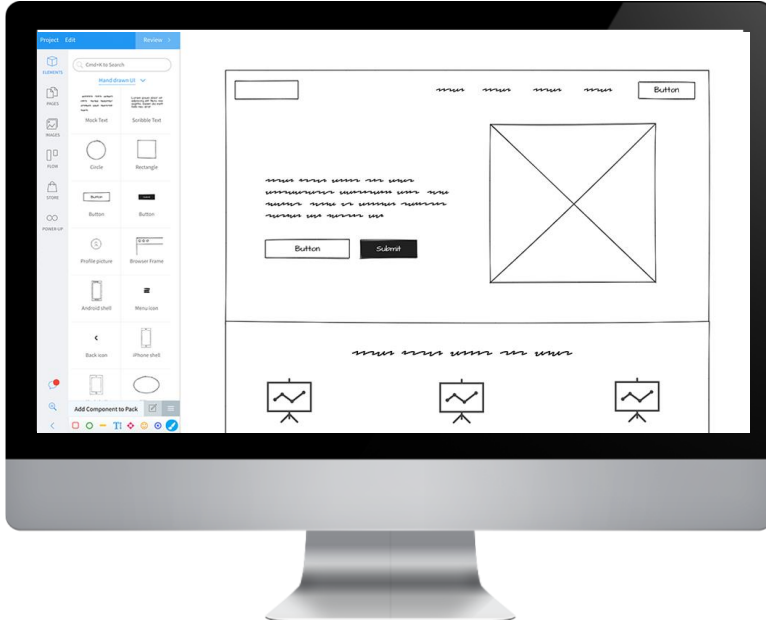 Project Edit Review
ELEMENTS
Cmd+K to Search
Hand drawn UI
PAGES
Mock Text Scribble Text
IMAGES
FLOW
Circle Rectangle
STORE
Button
Button Button
POWER-UP
Profile picture Browser Frame
Android shell Menu icon
Back icon iPhone shell
Add Component to Pack
T
Button
Button Submit